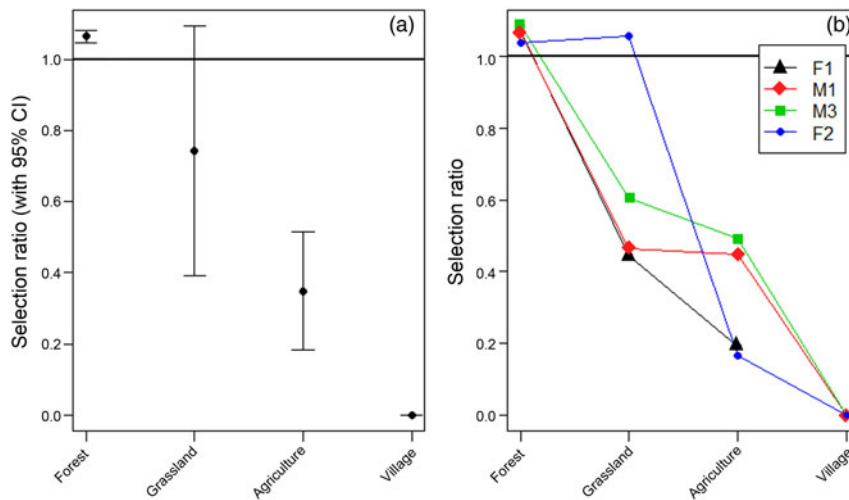 (a)
Selection ratio (with 95% CI)
1.0
0.8
0.6
0.4
0.2
0.0
Forest
Grassland
Agriculture
Village
(b)
Selection ratio
1.0
0.8
0.6
0.4
0.2
0.0
F1
M1
M3
F2
Forest
Grassland
Agriculture
Village